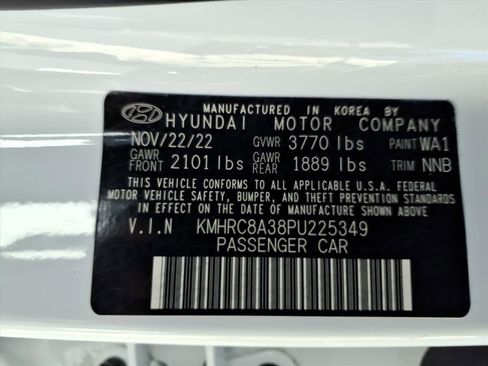 MANUFACTURED IN KOREA BY
HYUNDAI MOTOR COMPANY
NOV/22/22 GVWR 3770 lbs PAINT WA1
GAWR FRONT 2101 lbs GAWR REAR 1889 lbs TRIM NNB
THIS VEHICLE CONFORMS TO ALL APPLICABLE U.S.A. FEDERAL
MOTOR VEHICLE SAFETY, BUMPER, AND THEFT PREVENTION STANDARDS
IN EFFECT ON THE DATE OF MANUFACTURE SHOWN ABOVE.
V.I.N KMHRC8A38PU225349
PASSENGER CAR